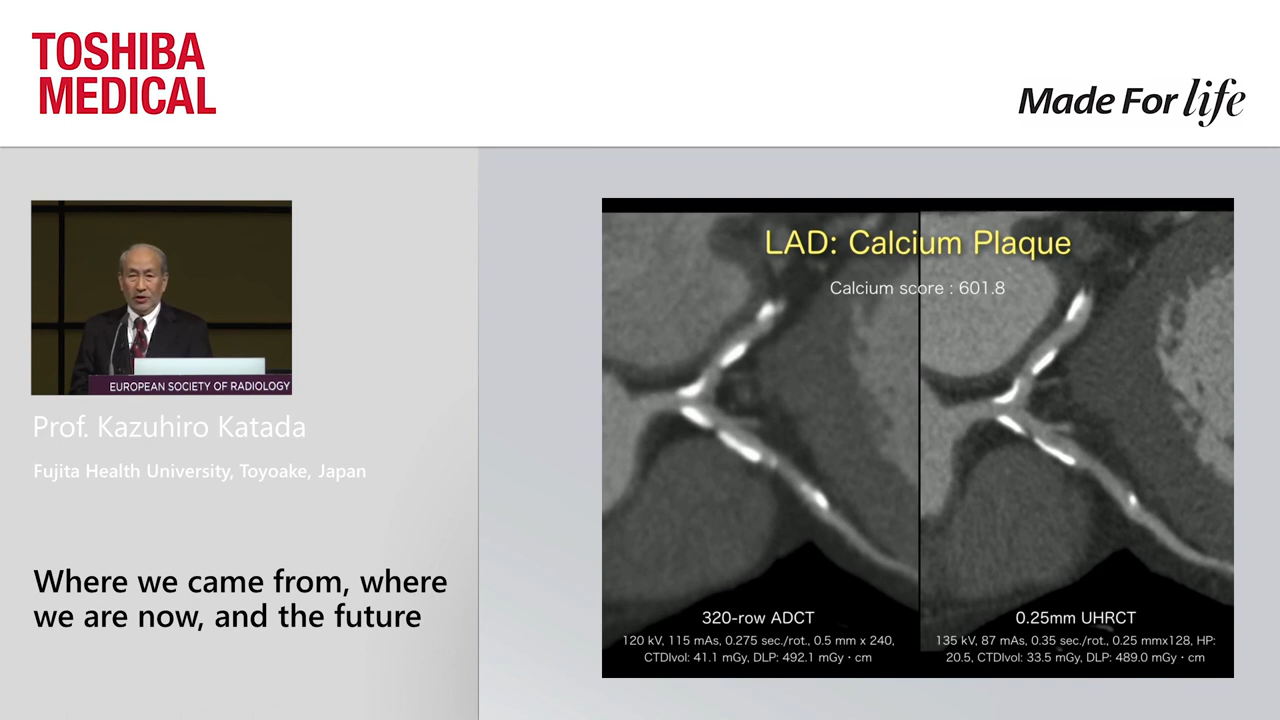 TOSHIBA
MEDICAL
Made For life
EUROPEAN SOCIETY OF RADIOLOGY
Prof. Kazuhiro Katada
Fujita Health University, Toyoake, Japan
Where we came from, where
we are now, and the future
LAD: Calcium Plaque
Calcium score : 601.8
320-row ADCT
120 kV, 115 mAs, 0.275 sec./rot., 0.5 mm x 240,
CTDIvol: 41.1 mGy, DLP: 492.1 mGy・cm
0.25mm UHRCT
135 kV, 87 mAs, 0.35 sec./rot., 0.25 mmx128, HP:
20.5, CTDIvol: 33.5 mGy, DLP: 489.0 mGy・cm